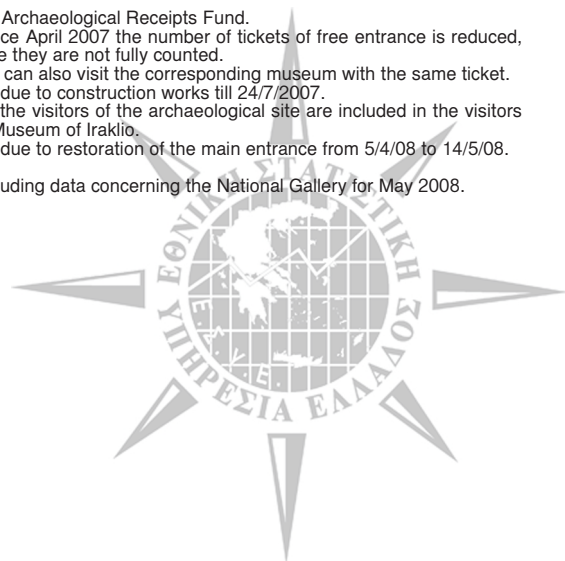 Archaeological Receipts Fund.
ce April 2007 the number of tickets of free entrance is reduced,
e they are not fully counted.
can also visit the corresponding museum with the same ticket.
due to construction works till 24/7/2007.
the visitors of the archaeological site are included in the visitors
Museum of Iraklio.
due to restoration of the main entrance from 5/4/08 to 14/5/08.
uding data concerning the National Gallery for May 2008.
ΕΘΝΙΚΗ ΣΤΑΤΙΣΤΙΚΗ
ΥΠΗΡΕΣΙΑ ΕΛΛΑΔΟΣ
Ε.Σ.Υ.Ε.